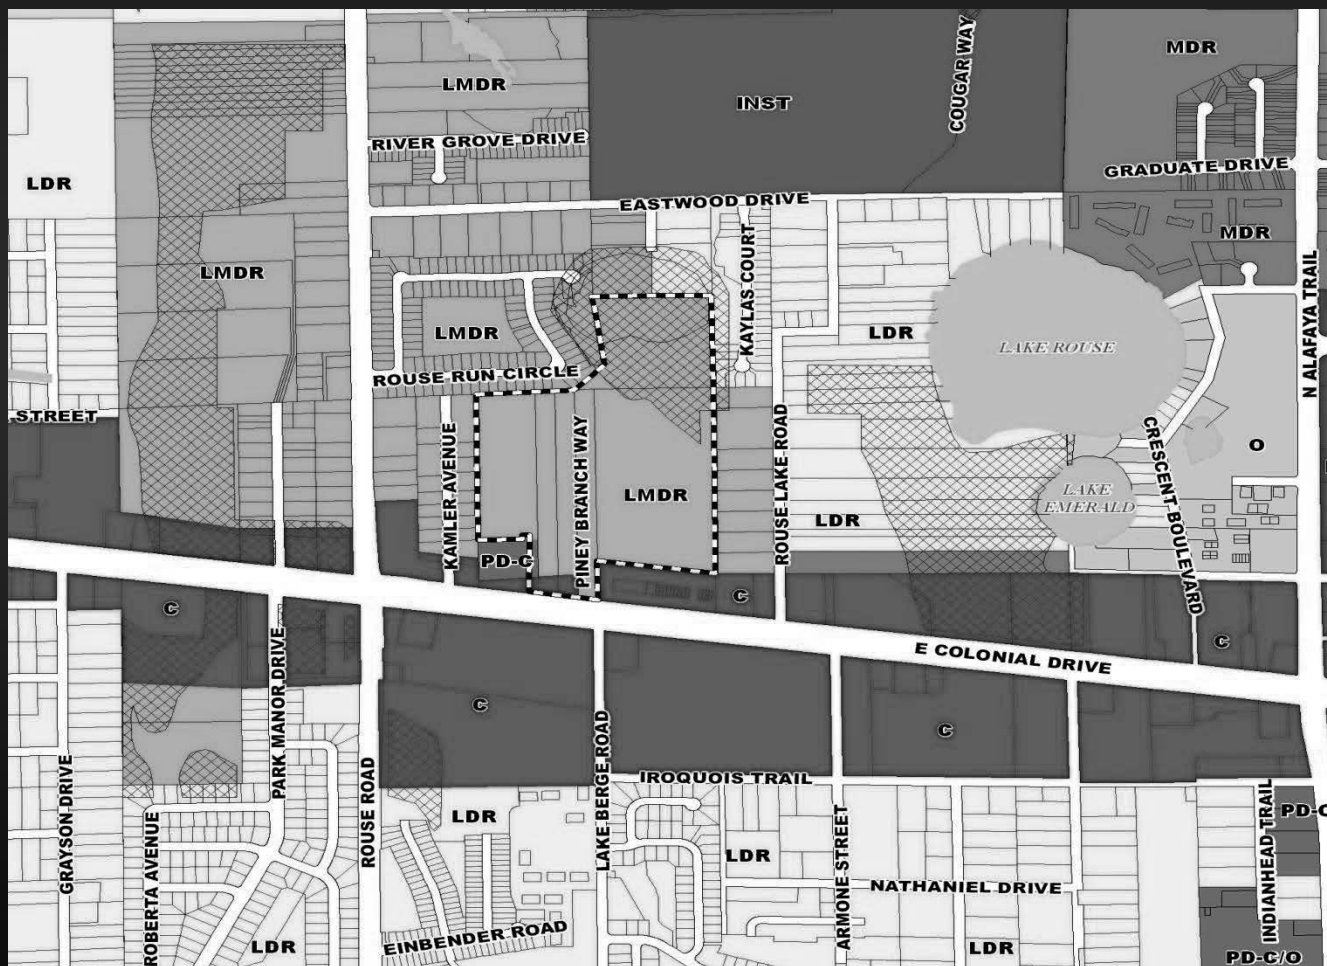 COUGAR WAY
MDR
LMDR
INST
RIVER GROVE DRIVE
GRADUATE DRIVE
LDR
EASTWOOD DRIVE
MDR
KAYLAS COURT
LMDR
N ALAFAYA TRAIL
LMDR
LDR
LAKE ROUSE
ROUSE RUN CIRCLE
STREET
KAMLER AVENUE
PINEY BRANCH WAY
ROUSE LAKE ROAD
CRESCENT BOULEVARD
O
LMDR
LAKE
EMERALD
LDR
PD-C
C
C
C
E COLONIAL DRIVE
PARK MANOR DRIVE
C
C
LAKE BERGE ROAD
IROQUOIS TRAIL
GRAYSON DRIVE
ROUSE ROAD
LDR
INDIANHEAD TRAIL
PD-C
ROBERTA AVENUE
ARMONE STREET
LDR
NATHANIEL DRIVE
EINBENDER ROAD
LDR
LDR
PD-C/O